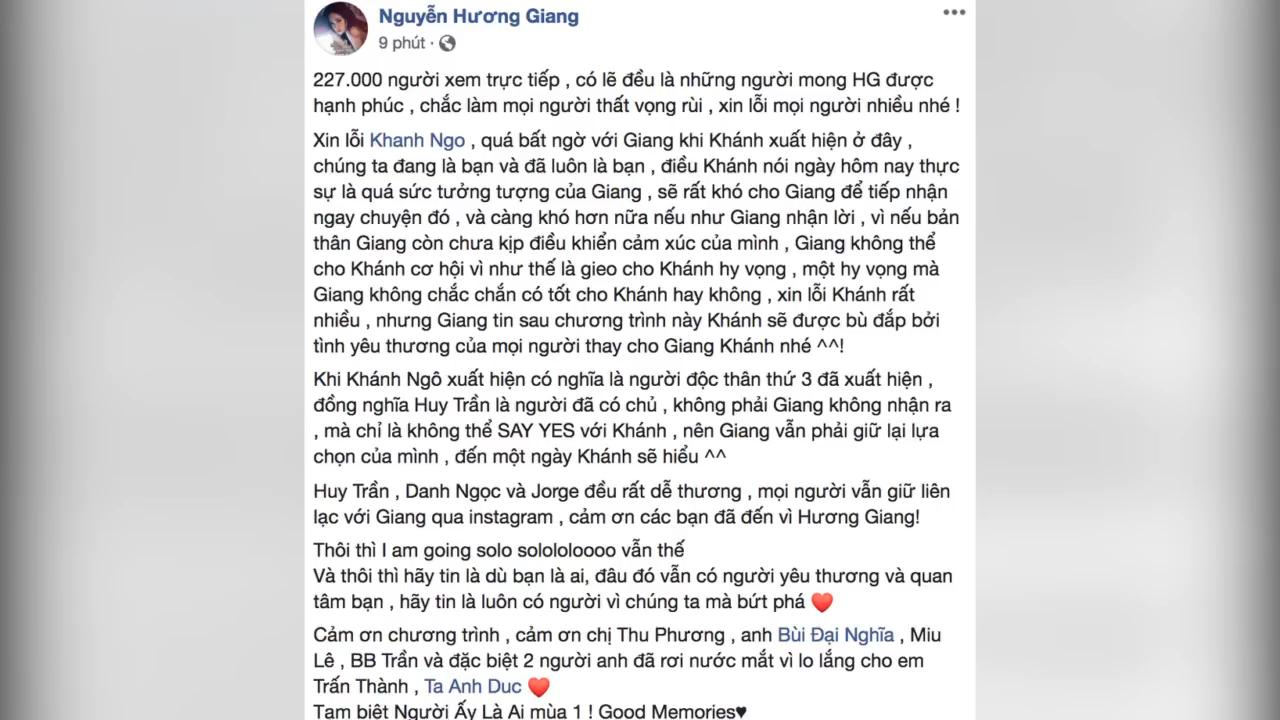 Nguyễn Hương Giang
9 phút ·
227.000 người xem trực tiếp , có lẽ đều là những người mong HG được
hạnh phúc , chắc làm mọi người thất vọng rùi , xin lỗi mọi người nhiều nhé !
Xin lỗi Khanh Ngo , quá bất ngờ với Giang khi Khánh xuất hiện ở đây ,
chúng ta đang là bạn và đã luôn là bạn , điều Khánh nói ngày hôm nay thực
sự là quá sức tưởng tượng của Giang , sẽ rất khó cho Giang để tiếp nhận
ngay chuyện đó , và càng khó hơn nữa nếu như Giang nhận lời , vì nếu bản
thân Giang còn chưa kịp điều khiển cảm xúc của mình , Giang không thể
cho Khánh cơ hội vì như thế là gieo cho Khánh hy vọng , một hy vọng mà
Giang không chắc chắn có tốt cho Khánh hay không , xin lỗi Khánh rất
nhiều , nhưng Giang tin sau chương trình này Khánh sẽ được bù đắp bởi
tình yêu thương của mọi người thay cho Giang Khánh nhé ^^!
Khi Khánh Ngô xuất hiện có nghĩa là người độc thân thứ 3 đã xuất hiện ,
đồng nghĩa Huy Trần là người đã có chủ , không phải Giang không nhận ra
, mà chỉ là không thể SAY YES với Khánh , nên Giang vẫn phải giữ lại lựa
chọn của mình , đến một ngày Khánh sẽ hiểu ^^
Huy Trần , Danh Ngọc và Jorge đều rất dễ thương , mọi người vẫn giữ liên
lạc với Giang qua instagram , cảm ơn các bạn đã đến vì Hương Giang!
Thôi thì I am going solo solololoooo vẫn thế
Và thôi thì hãy tin là dù bạn là ai, đâu đó vẫn có người yêu thương và quan
tâm bạn , hãy tin là luôn có người vì chúng ta mà bứt phá ♥️
Cảm ơn chương trình , cảm ơn chị Thu Phương , anh Bùi Đại Nghĩa , Miu
Lê , BB Trần và đặc biệt 2 người anh đã rơi nước mắt vì lo lắng cho em
Trấn Thành , Ta Anh Duc ♥️
Tạm biệt Người Ấy Là Ai mùa 1 ! Good Memories♥